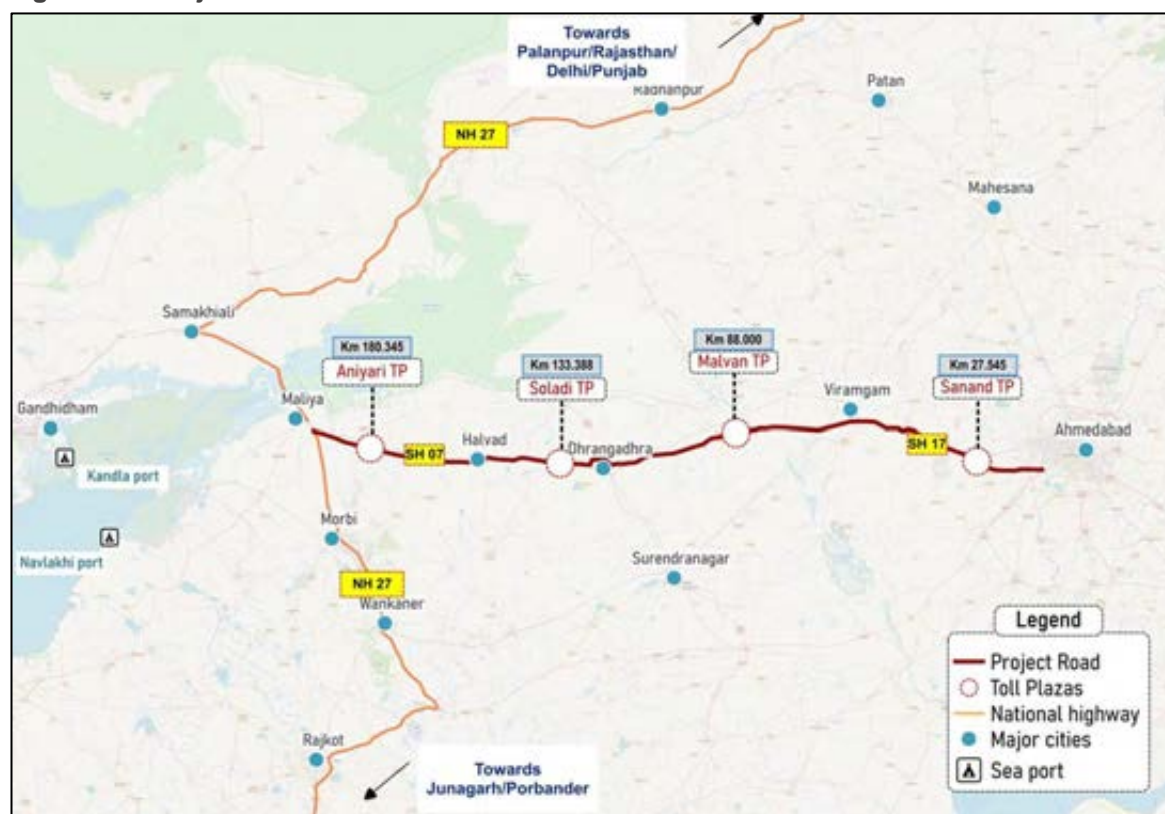 Towards
Palanpur/Rajasthan/
Delhi/Punjab
Patan
NH 27
Mahesana
Samakhiali
Km 180.345
Aniyari TP
Km 133.388
Soladi TP
Km 88.000
Malvan TP
Km 27.545
Sanand TP
Viramgam
Gandhidham
Maliya
SH 07
Halvad
Dhrangadhra
SH 17
Ahmedabad
Kandla port
Morbi
Navlakhi port
Surendranagar
NH 27
Wankaner
Rajkot
Towards
Junagarh/Porbander
Legend
Project Road
Toll Plazas
National highway
Major cities
Sea port